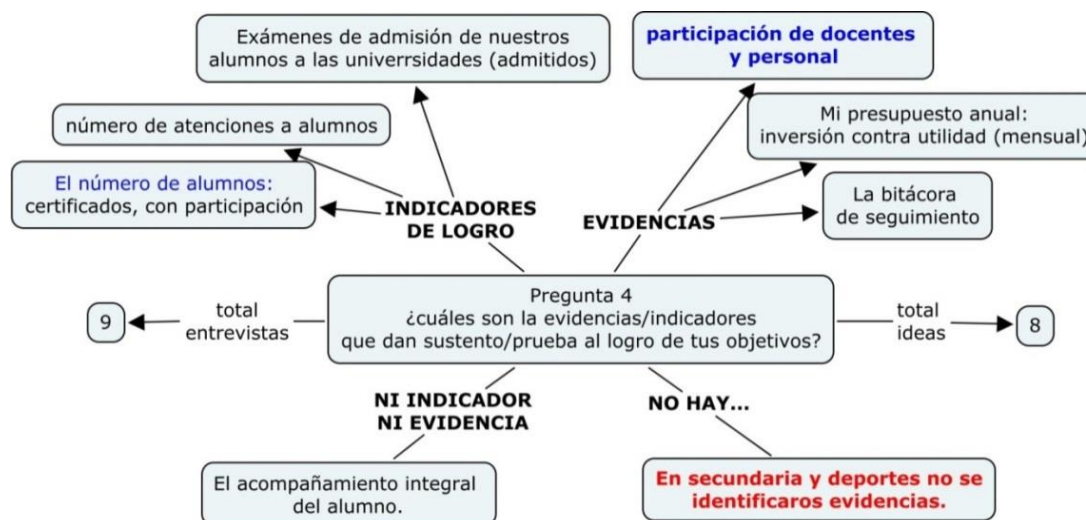 Exámenes de admisión de nuestros
alumnos a las univerrsidades (admitidos)
participación de docentes
y personal
número de atenciones a alumnos
Mi presupuesto anual:
inversión contra utilidad (mensual)
El número de alumnos:
certificados, con participación
La bitácora
de seguimiento
INDICADORES
DE LOGRO
EVIDENCIAS
Pregunta 4
¿cuáles son la evidencias/indicadores
que dan sustento/prueba al logro de tus objetivos?
9
total
entrevistas
total
ideas
8
NI INDICADOR
NI EVIDENCIA
NO HAY...
El acompañamiento integral
del alumno.
En secundaria y deportes no se
identificaros evidencias.